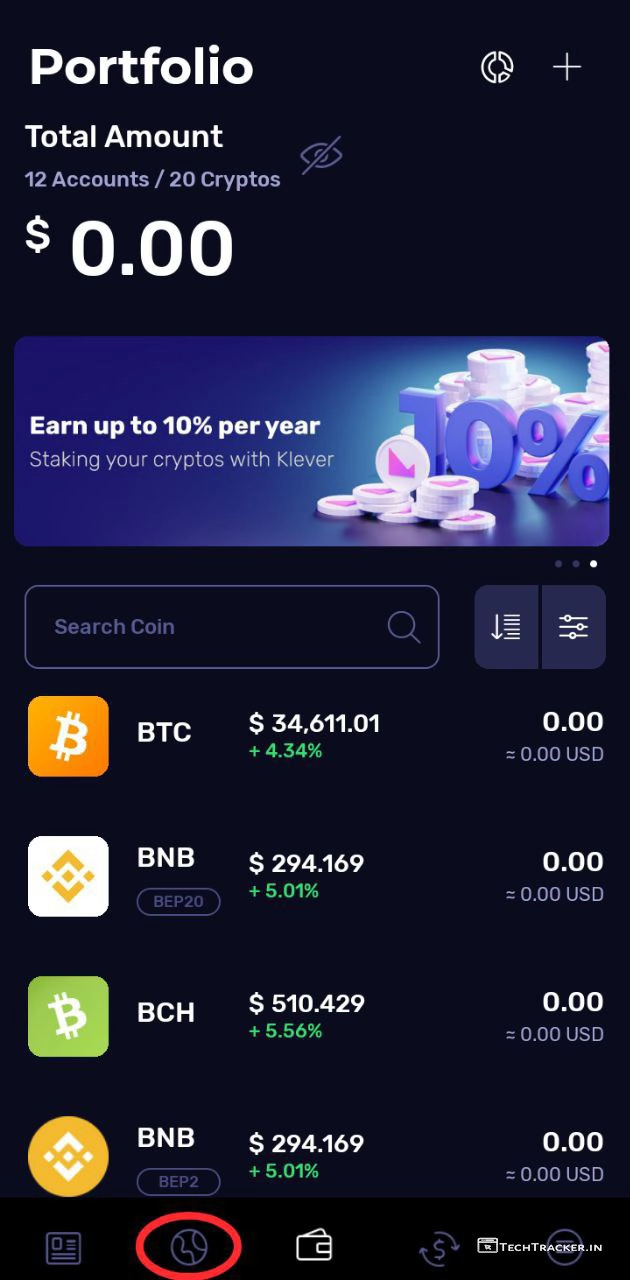 Portfolio
Total Amount
12 Accounts / 20 Cryptos
$ 0.00
Earn up to 10% per year
Staking your cryptos with Klever
10%
Search Coin
BTC $ 34,611.01 0.00
+ 4.34% ≈ 0.00 USD
BNB $ 294.169 0.00
BEP20 + 5.01% ≈ 0.00 USD
BCH $ 510.429 0.00
+ 5.56% ≈ 0.00 USD
BNB $ 294.169 0.00
BEP2 + 5.01% ≈ 0.00 USD
TECHTRACKER.IN